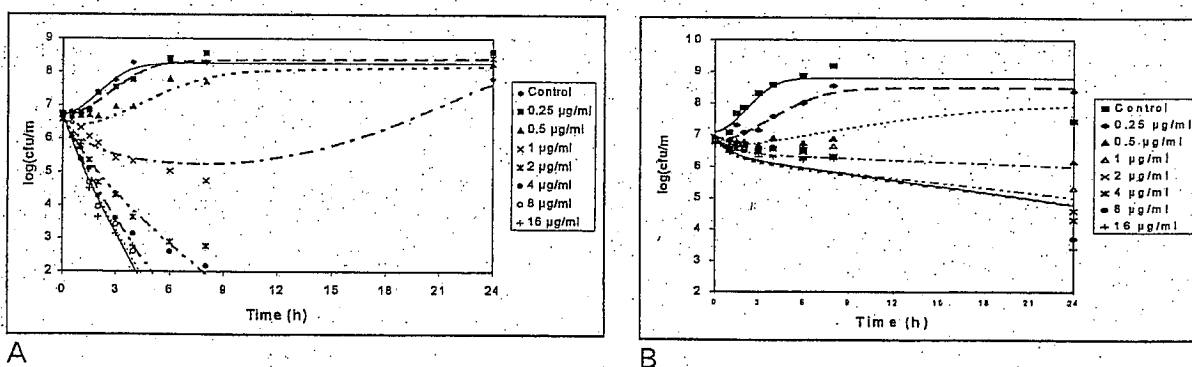 9
8
7
6
5
4
3
2
log(cfu/m
0
3
6
9
12
15
18
21
24
Time (h)
Control
0.25 µg/ml
0.5 µg/ml
1 µg/ml
2 µg/ml
4 µg/ml
8 µg/ml
16 µg/ml
A
10
9
8
7
6
5
4
3
2
log(cfu/m
0
3
6
9
12
15
18
21
24
Time (h)
Control
0.25 µg/ml
0.5 µg/ml
1 µg/ml
2 µg/ml
4 µg/ml
8 µg/ml
16 µg/ml
B